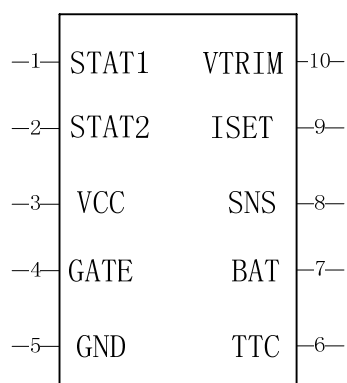 1 STAT1 VTRIM 10
2 STAT2 ISET 9
3 VCC SNS 8
4 GATE BAT 7
5 GND TTC 6